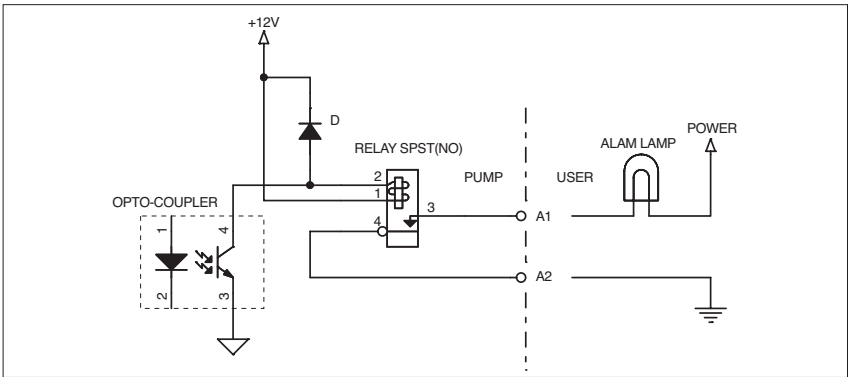 +12V
D
RELAY SPST(NO)
ALAM LAMP
POWER
PUMP
USER
2
1
3
4
A1
A2
OPTO-COUPLER
1
4
2
3